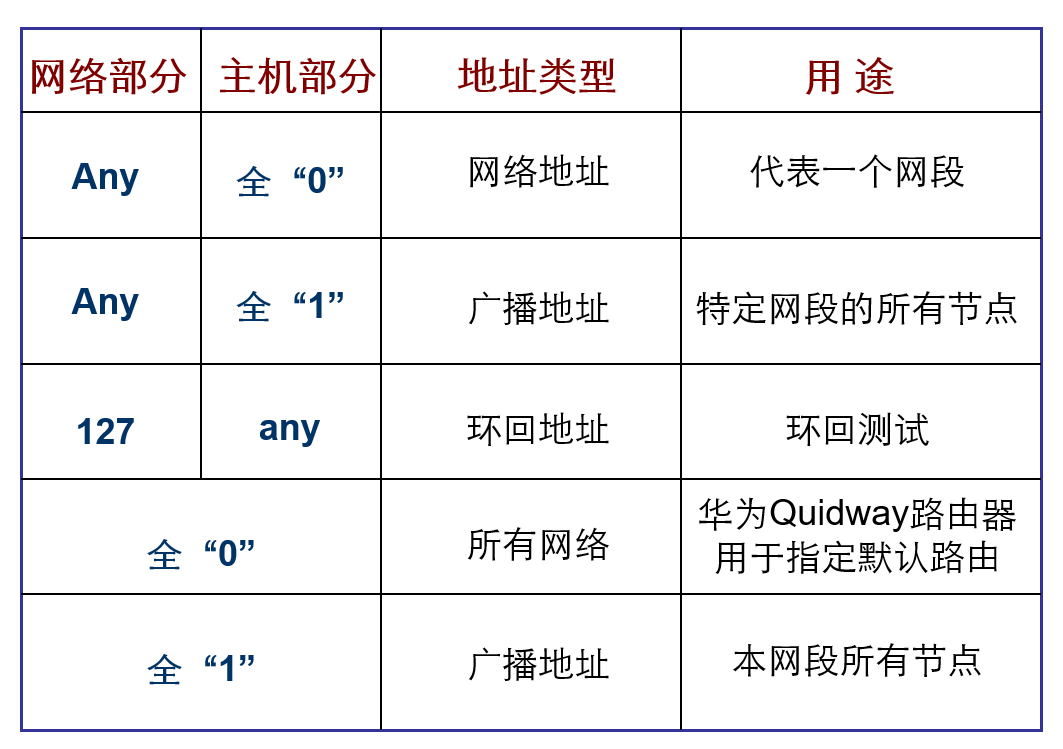 网络部分 主机部分 地址类型 用 途
Any 全 “0” 网络地址 代表一个网段
Any 全 “1” 广播地址 特定网段的所有节点
127 any 环回地址 环回测试
全 “0” 所有网络 华为Quidway路由器
用于指定默认路由
全 “1” 广播地址 本网段所有节点